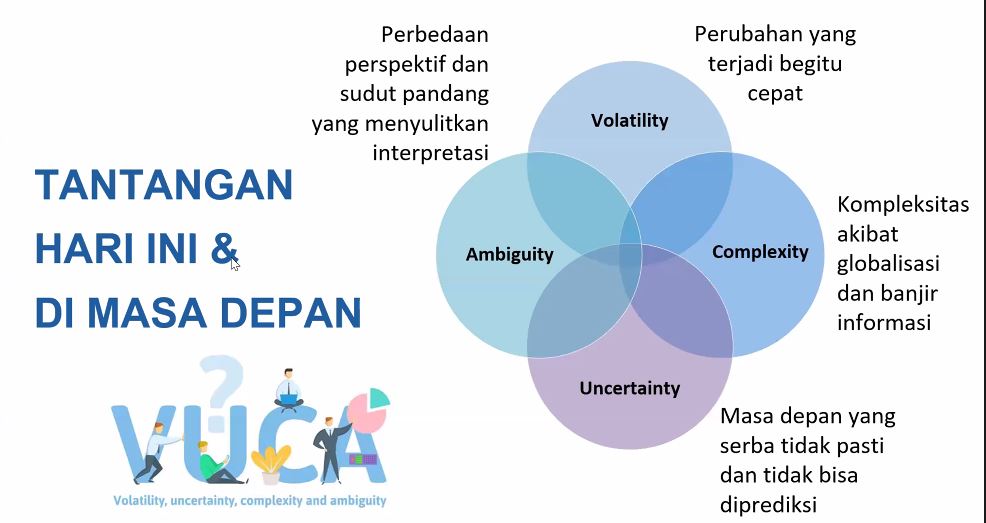 TANTANGAN
HARI INI &
DI MASA DEPAN
Perbedaan
perspektif dan
sudut pandang
yang menyulitkan
interpretasi
Perubahan yang
terjadi begitu
cepat
Volatility
Ambiguity
Complexity
Uncertainty
Kompleksitas
akibat
globalisasi
dan banjir
informasi
Masa depan yang
serba tidak pasti
dan tidak bisa
diprediksi
?
VUCA
Volatility, uncertainty, complexity and ambiguity